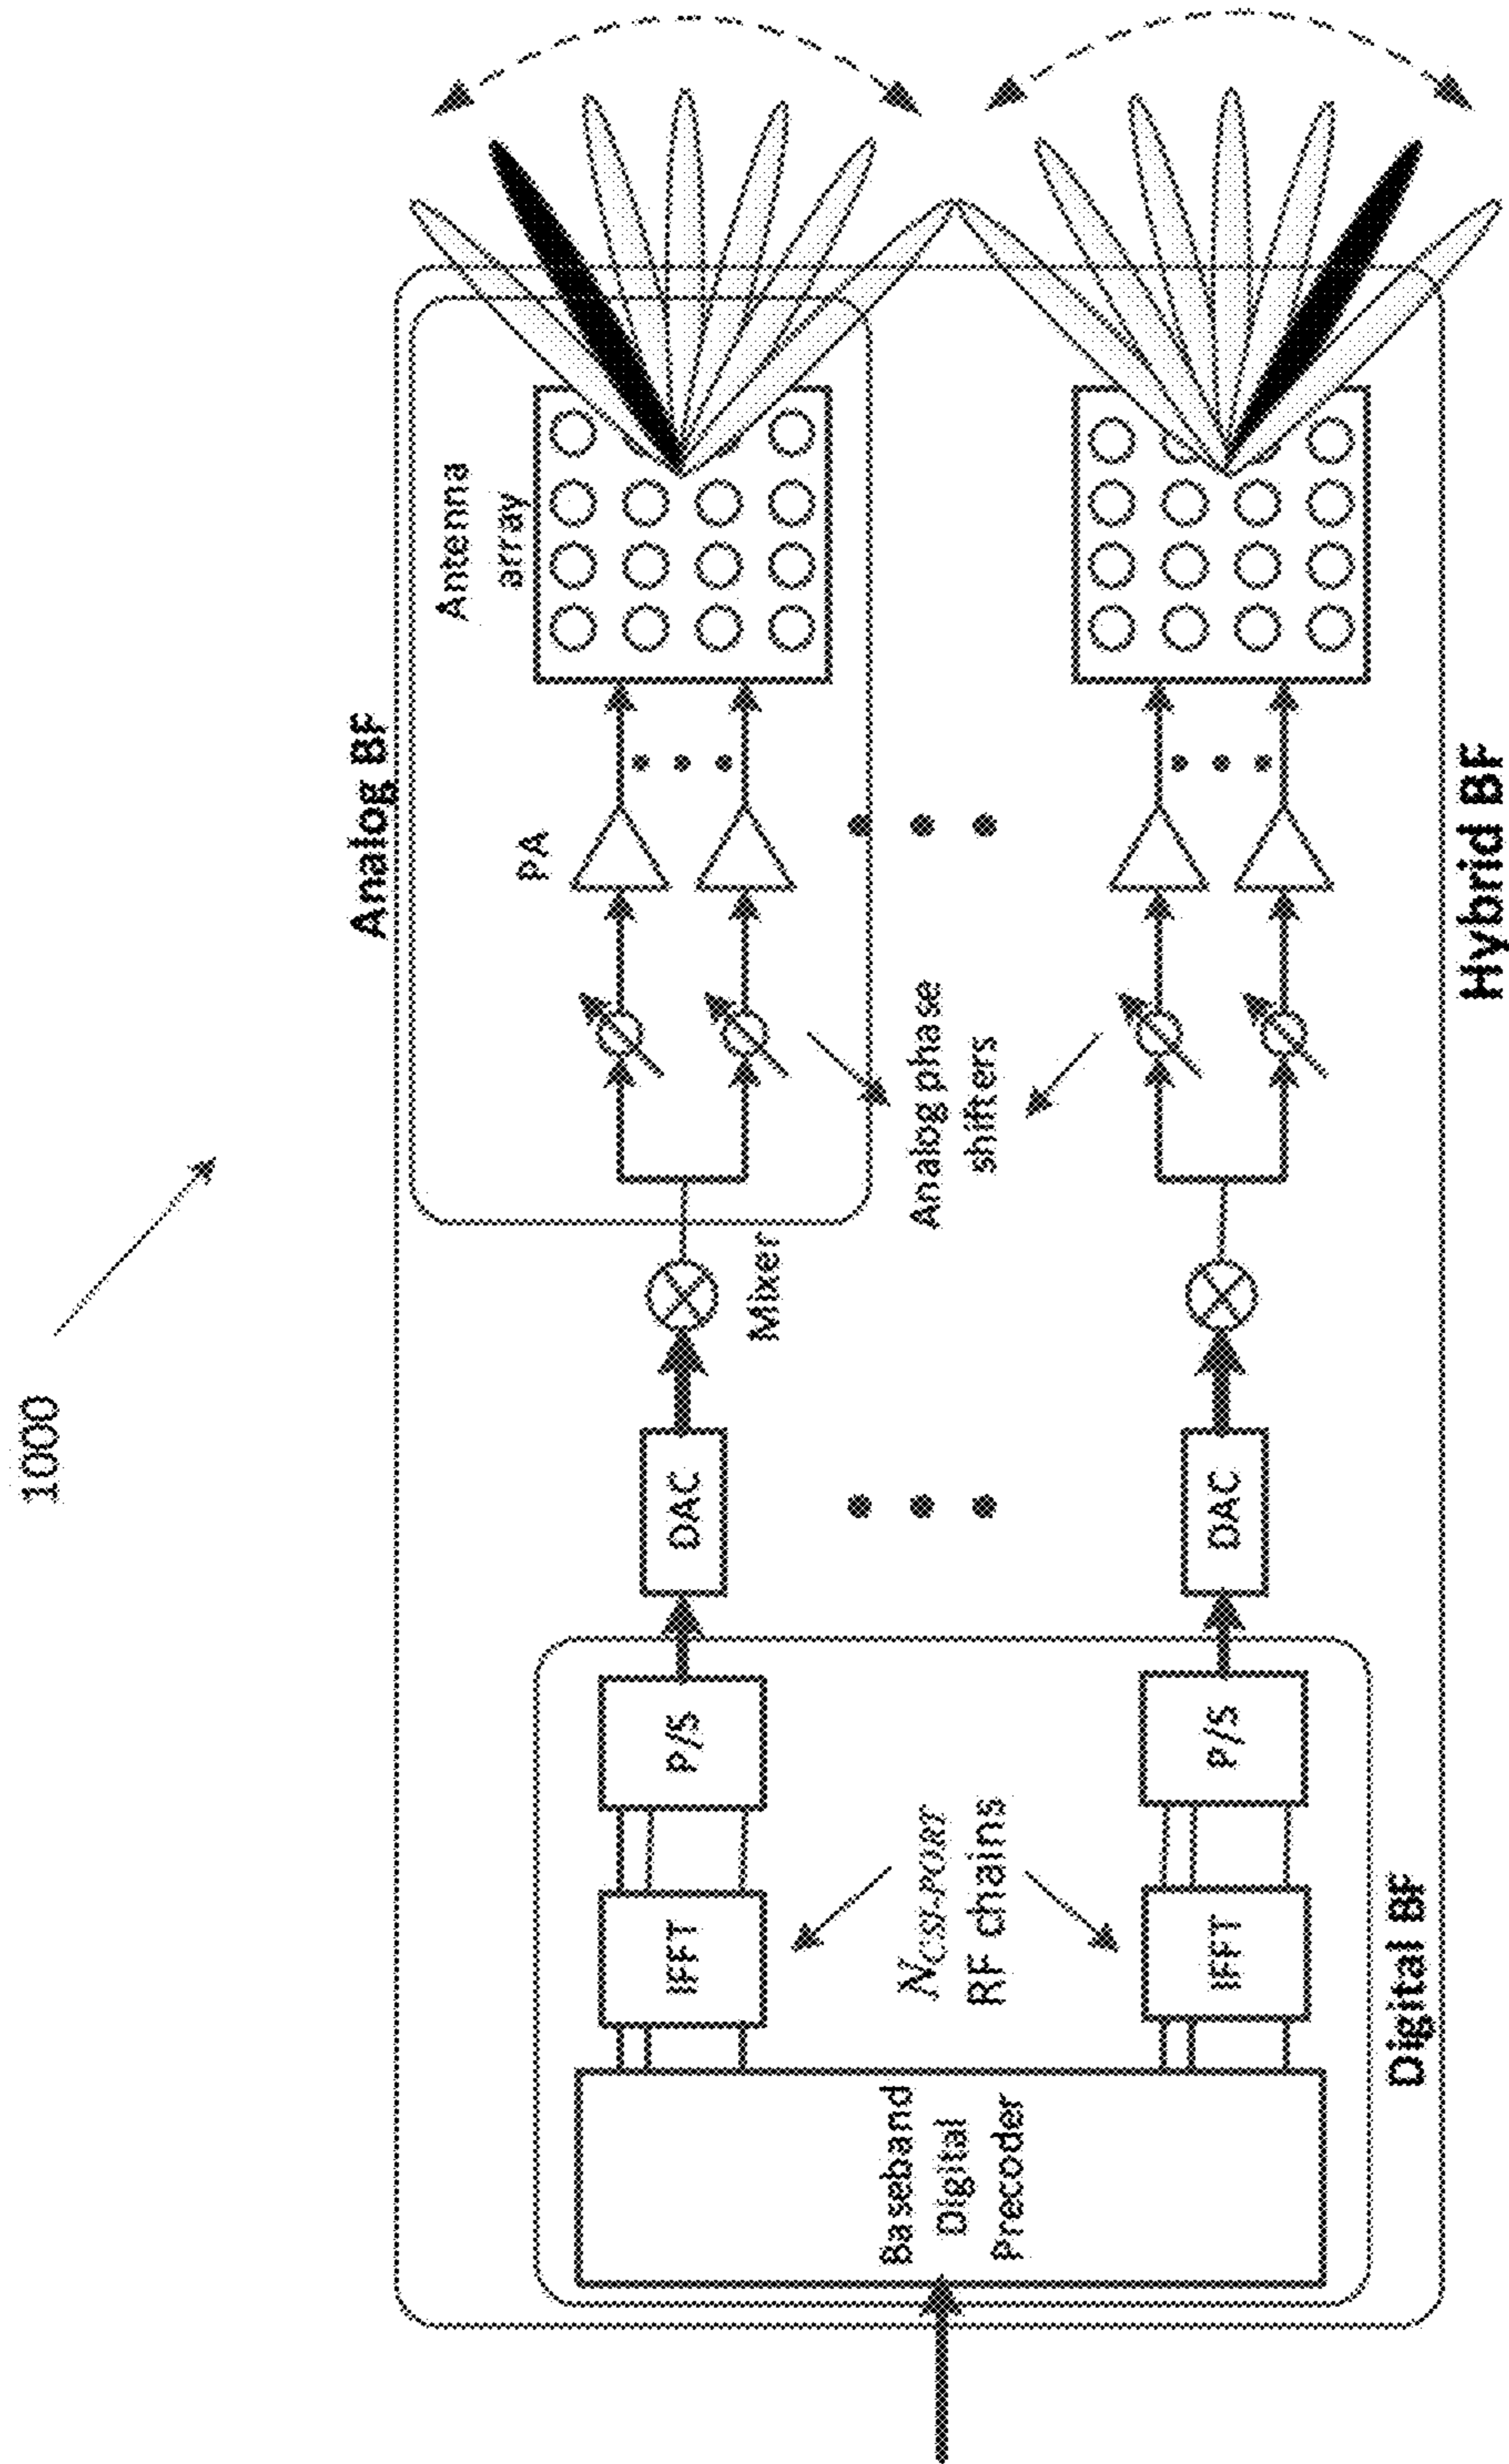 1000
Analog BF
Antenna
array
PA
Mixer
Analog phase
shifters
DAC
DAC
P/S
P/S
IFFT
IFFT
N_CSI-PORT
RF chains
Baseband
Digital
Precoder
Digital BF
Hybrid BF